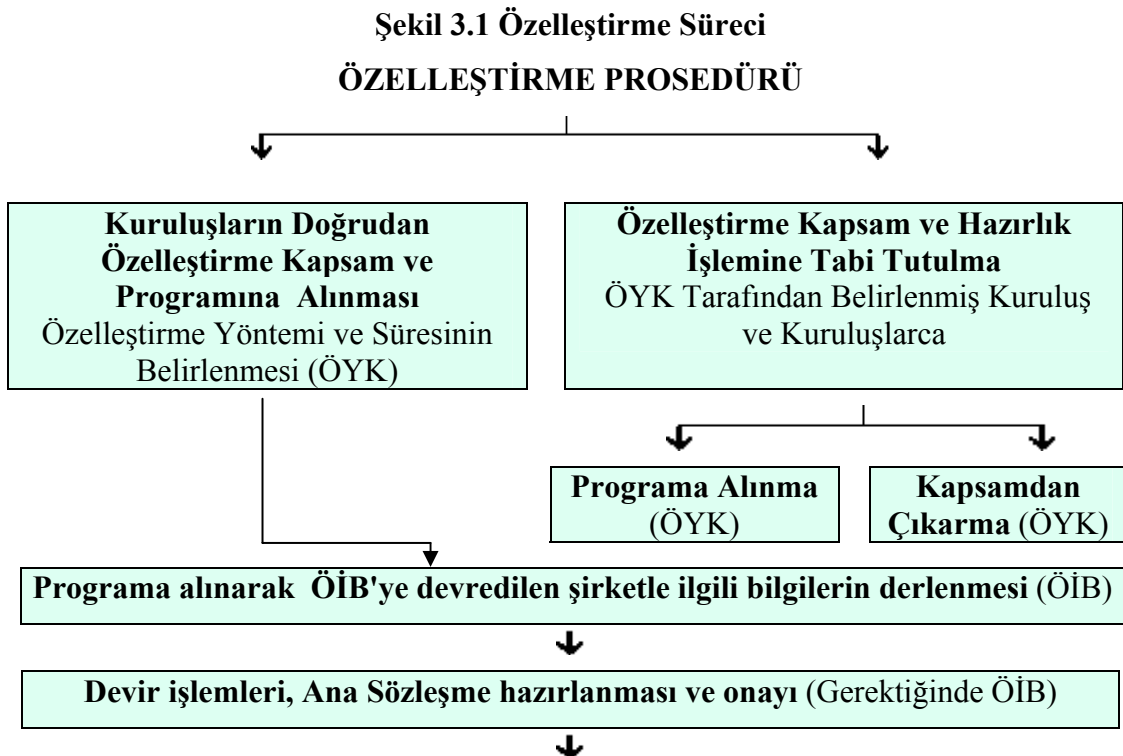 Şekil 3.1 Özelleştirme Süreci
ÖZELLEŞTİRME PROSEDÜRÜ
Kuruluşların Doğrudan
Özelleştirme Kapsam ve
Programına Alınması
Özelleştirme Yöntemi ve Süresinin
Belirlenmesi (ÖYK)
Özelleştirme Kapsam ve Hazırlık
İşlemine Tabi Tutulma
ÖYK Tarafından Belirlenmiş Kuruluş
ve Kuruluşlarca
Programa Alınma
(ÖYK)
Kapsamdan
Çıkarma (ÖYK)
Programa alınarak ÖİB'ye devredilen şirketle ilgili bilgilerin derlenmesi (ÖİB)
Devir işlemleri, Ana Sözleşme hazırlanması ve onayı (Gerektiğinde ÖİB)